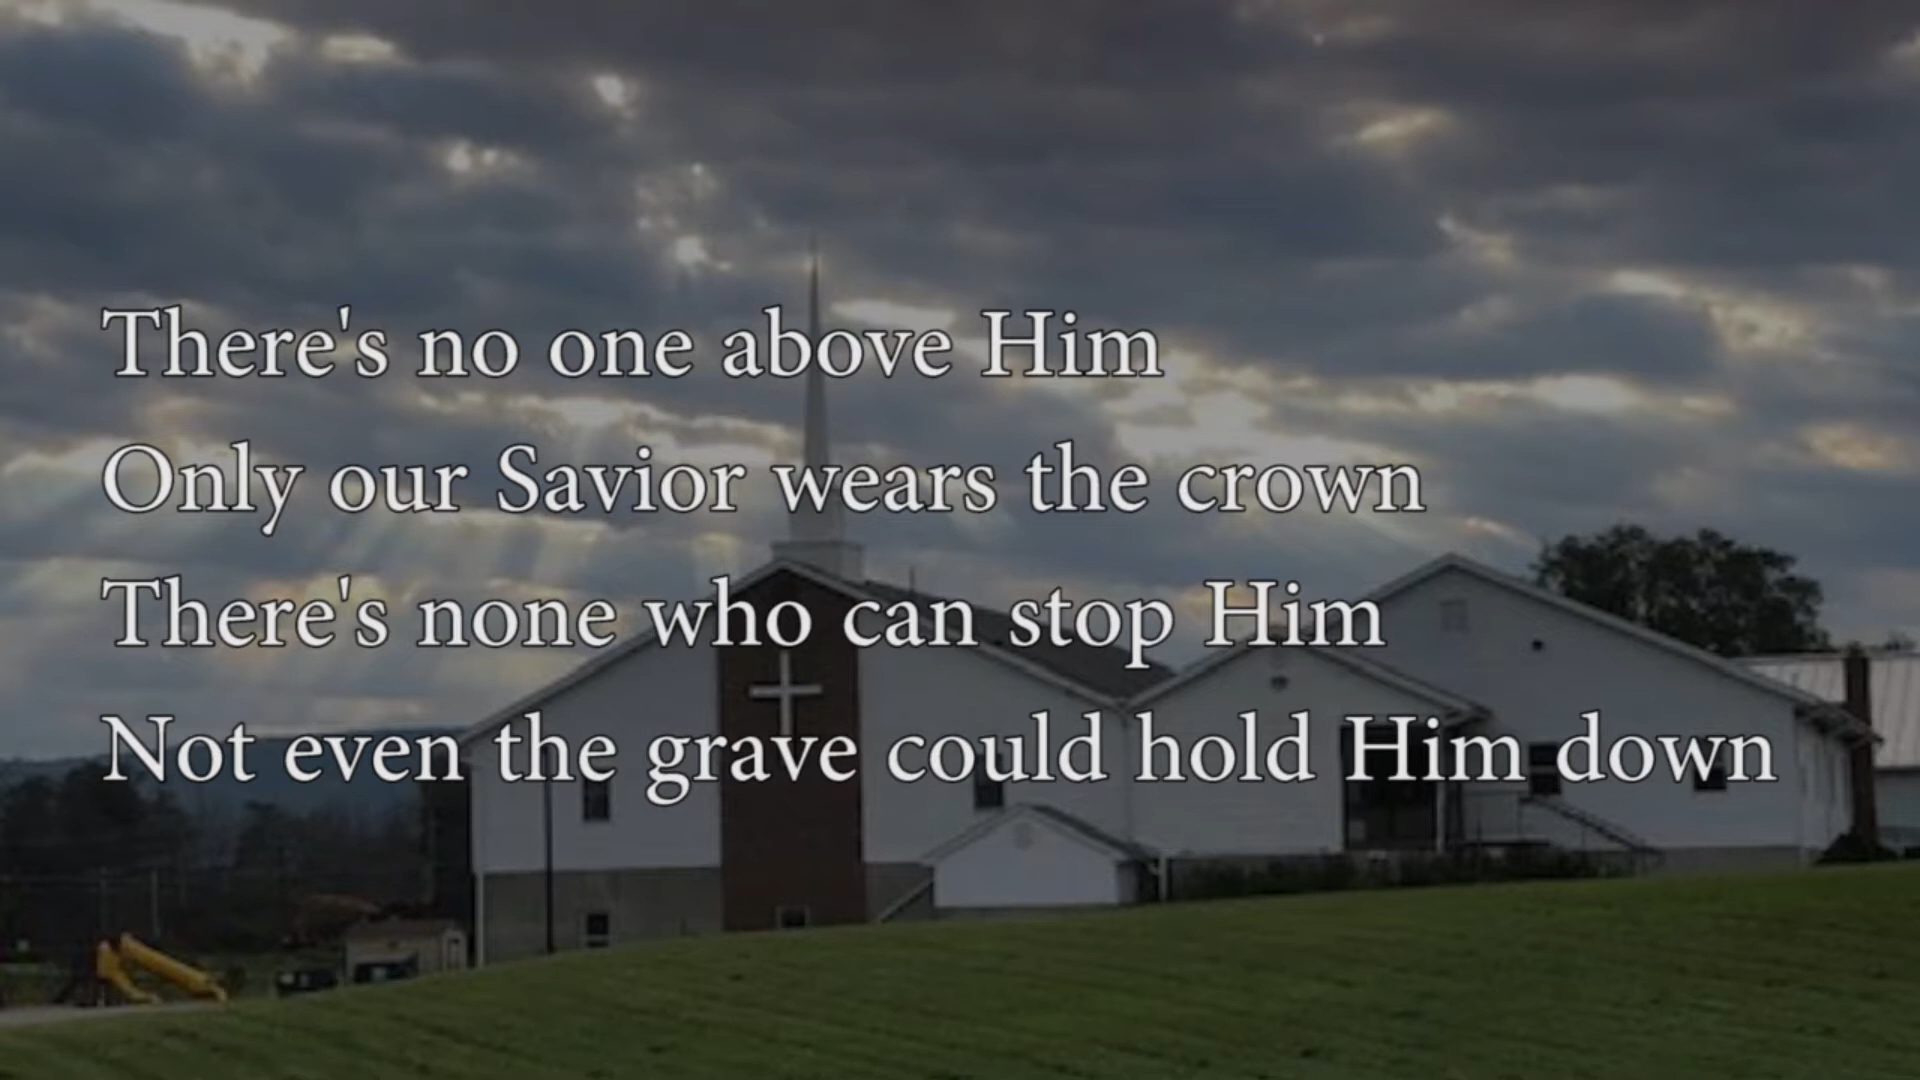 There's no one above Him
Only our Savior wears the crown
There's none who can stop Him
Not even the grave could hold Him down